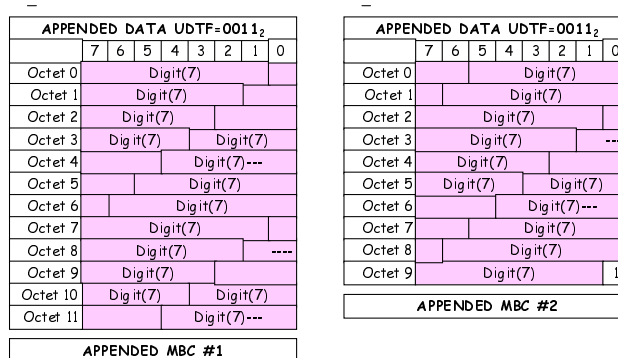 APPENDED DATA UDTF=0011₂
7 6 5 4 3 2 1 0
Octet 0 Digit(7)
Octet 1 Digit(7)
Octet 2 Digit(7)
Octet 3 Digit(7) Digit(7)
Octet 4 Digit(7)---
Octet 5 Digit(7)
Octet 6 Digit(7)
Octet 7 Digit(7)
Octet 8 Digit(7) ----
Octet 9 Digit(7)
Octet 10 Digit(7) Digit(7)
Octet 11 Digit(7)---
APPENDED MBC #1
APPENDED DATA UDTF=0011₂
7 6 5 4 3 2 1 0
Octet 0 Digit(7)
Octet 1 Digit(7)
Octet 2 Digit(7)
Octet 3 Digit(7) ---
Octet 4 Digit(7)
Octet 5 Digit(7) Digit(7)
Octet 6 Digit(7)---
Octet 7 Digit(7)
Octet 8 Digit(7)
Octet 9 Digit(7) 1
APPENDED MBC #2